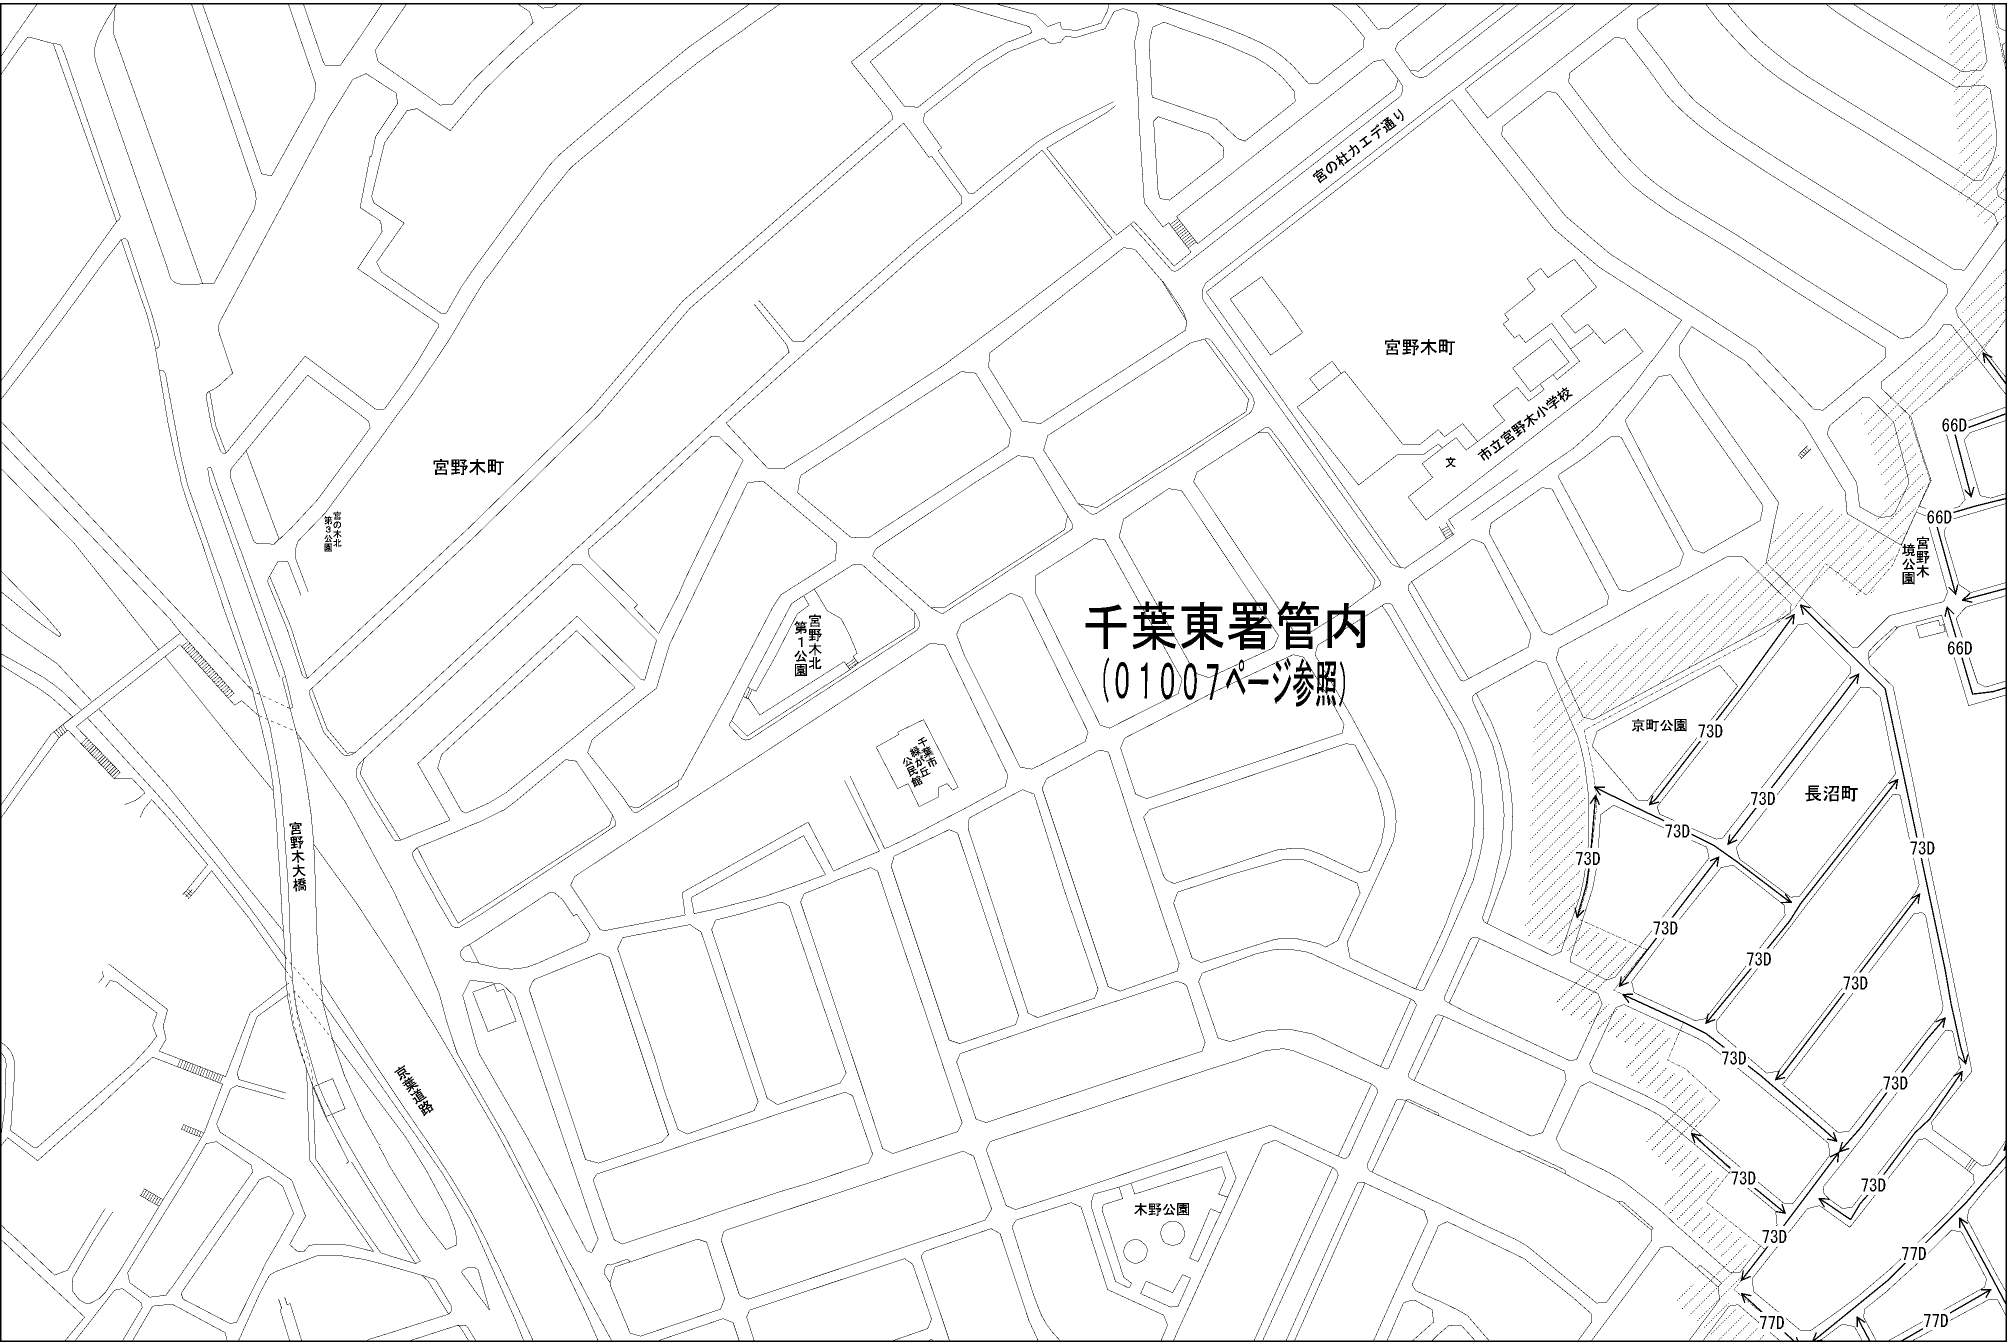 宮の杜カエデ通り
宮野木町
市立宮野木小学校
文
宮野木町
宮の木北
第3公園
66D
66D
宮野木
境公園
66D
千葉東署管内
(01007ページ参照)
宮野木北
第1公園
千葉市
緑が丘
公民館
京町公園
73D
長沼町
73D
73D
73D
73D
宮野木大橋
73D
73D
73D
京葉道路
73D
73D
73D
73D
木野公園
73D
77D
77D
77D